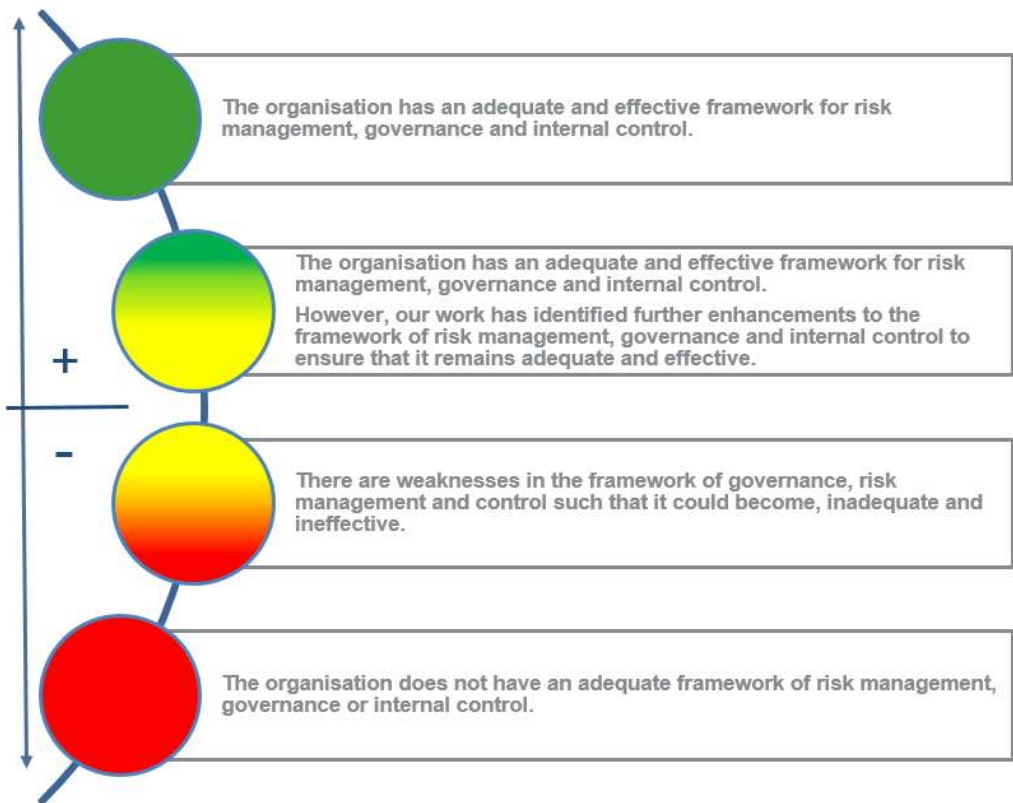 The organisation has an adequate and effective framework for risk
management, governance and internal control.
The organisation has an adequate and effective framework for risk
management, governance and internal control.
However, our work has identified further enhancements to the
framework of risk management, governance and internal control to
ensure that it remains adequate and effective.
+
-
There are weaknesses in the framework of governance, risk
management and control such that it could become, inadequate and
ineffective.
The organisation does not have an adequate framework of risk management,
governance or internal control.